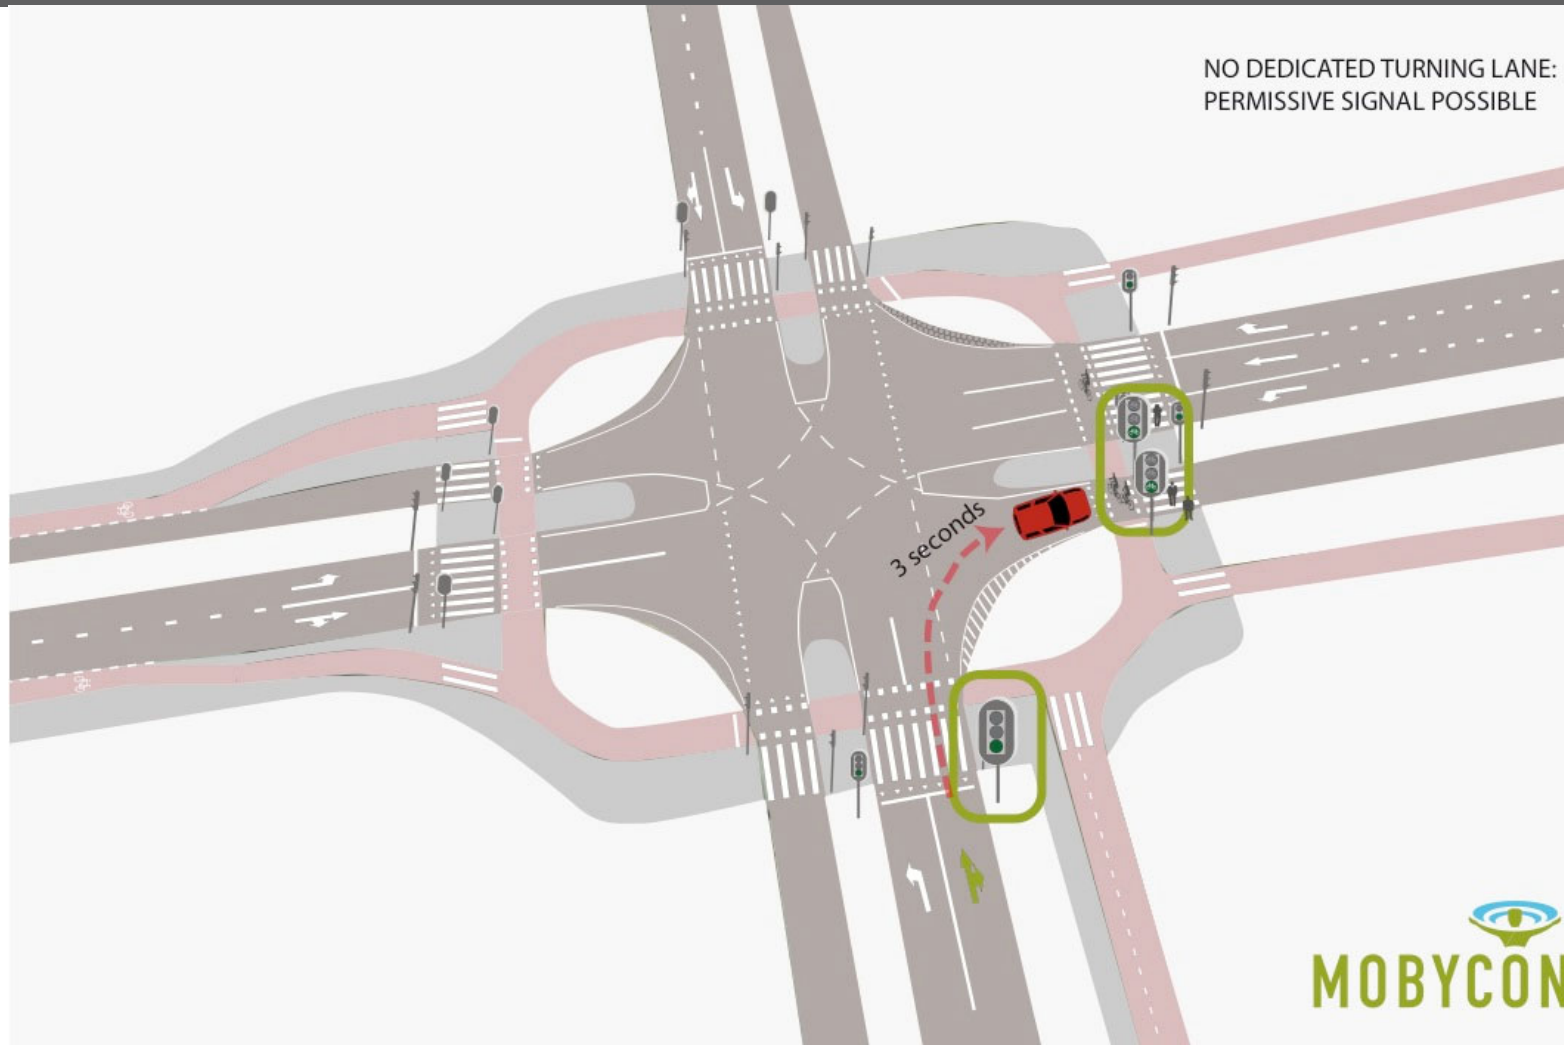 NO DEDICATED TURNING LANE:
PERMISSIVE SIGNAL POSSIBLE
3 seconds
MOBYCON